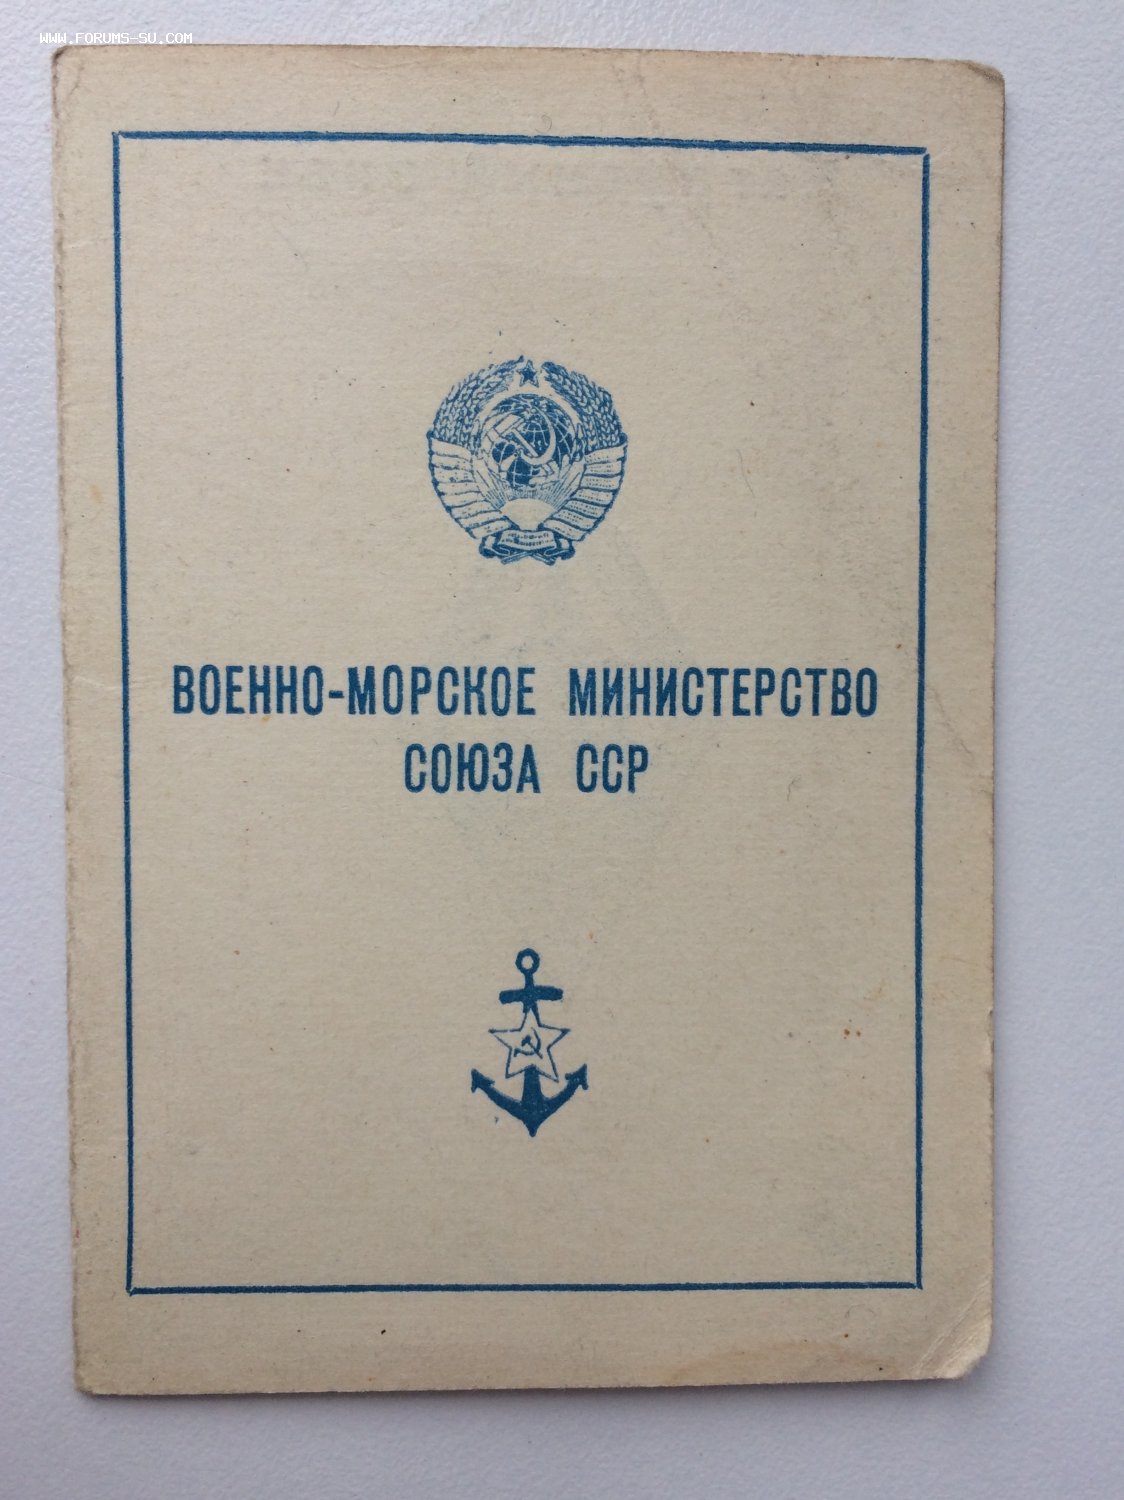 WWW.FORUMS-SU.COM
ВОЕННО-МОРСКОЕ МИНИСТЕРСТВО
СОЮЗА ССР